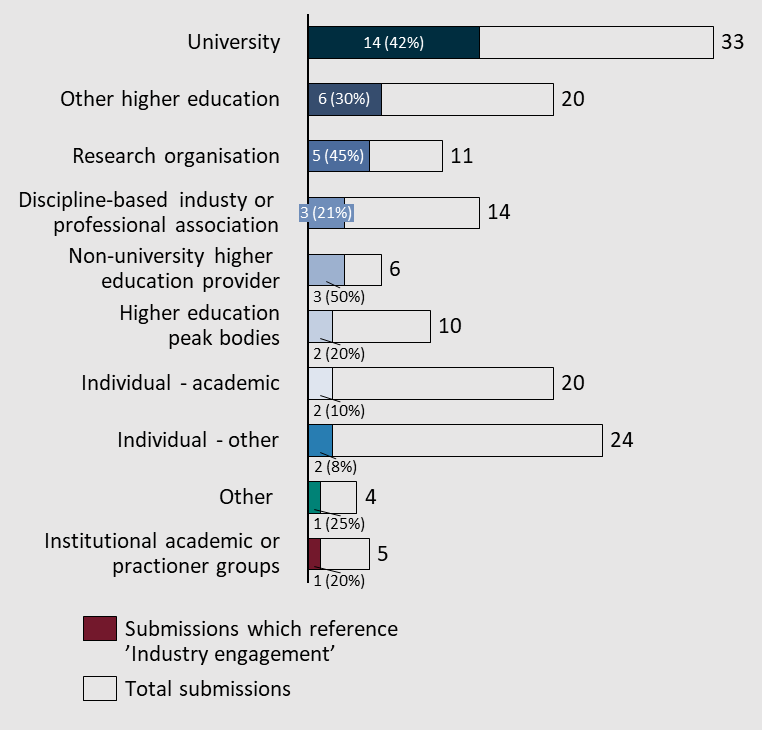 University
14 (42%)
33
Other higher education
6 (30%)
20
Research organisation
5 (45%)
11
Discipline-based industy or
professional association
3 (21%)
14
Non-university higher
education provider
3 (50%)
6
Higher education
peak bodies
2 (20%)
10
Individual - academic
2 (10%)
20
Individual - other
2 (8%)
24
Other
1 (25%)
4
Institutional academic or
practioner groups
1 (20%)
5
Submissions which reference
’Industry engagement’
Total submissions